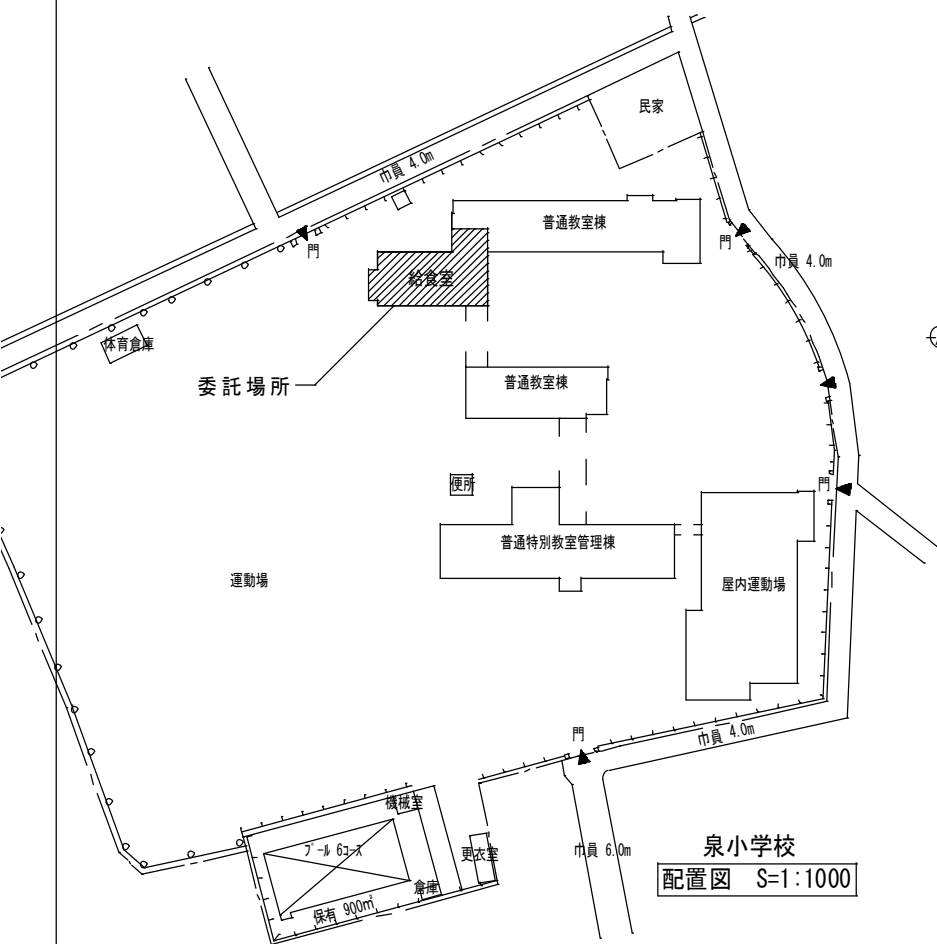 民家
巾員 4.0m
普通教室棟
門
門
巾員 4.0m
給食室
体育倉庫
普通教室棟
委託場所
便所
門
普通特別教室管理棟
運動場
屋内運動場
門
巾員 4.0m
機械室
プール 6コース
更衣室
巾員 6.0m
倉庫
保有 900㎡
泉小学校
配置図 S=1:1000